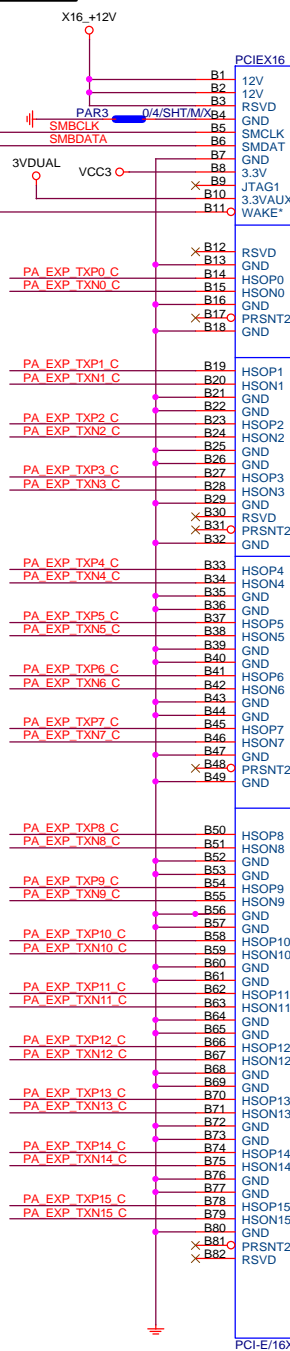 X16_+12V
PCIEX16
B1 12V
B2 12V
B3 RSVD
PAR3 0/4/SHT/M/X B4 GND
SMBCLK B5 SMCLK
SMBDATA B6 SMDAT
B7 GND
3VDUAL VCC3 B8 3.3V
B9 JTAG1
B10 3.3VAUX
B11 WAKE*
B12 RSVD
B13 GND
PA_EXP_TXP0_C B14 HSOP0
PA_EXP_TXN0_C B15 HSON0
B16 GND
B17 PRSNT2
B18 GND
PA_EXP_TXP1_C B19 HSOP1
PA_EXP_TXN1_C B20 HSON1
B21 GND
B22 GND
PA_EXP_TXP2_C B23 HSOP2
PA_EXP_TXN2_C B24 HSON2
B25 GND
B26 GND
PA_EXP_TXP3_C B27 HSOP3
PA_EXP_TXN3_C B28 HSON3
B29 GND
B30 RSVD
B31 PRSNT2
B32 GND
PA_EXP_TXP4_C B33 HSOP4
PA_EXP_TXN4_C B34 HSON4
B35 GND
B36 GND
PA_EXP_TXP5_C B37 HSOP5
PA_EXP_TXN5_C B38 HSON5
B39 GND
B40 GND
PA_EXP_TXP6_C B41 HSOP6
PA_EXP_TXN6_C B42 HSON6
B43 GND
B44 GND
PA_EXP_TXP7_C B45 HSOP7
PA_EXP_TXN7_C B46 HSON7
B47 GND
B48 PRSNT2
B49 GND
PA_EXP_TXP8_C B50 HSOP8
PA_EXP_TXN8_C B51 HSON8
B52 GND
B53 GND
PA_EXP_TXP9_C B54 HSOP9
PA_EXP_TXN9_C B55 HSON9
B56 GND
B57 GND
PA_EXP_TXP10_C B58 HSOP10
PA_EXP_TXN10_C B59 HSON10
B60 GND
B61 GND
PA_EXP_TXP11_C B62 HSOP11
PA_EXP_TXN11_C B63 HSON11
B64 GND
B65 GND
PA_EXP_TXP12_C B66 HSOP12
PA_EXP_TXN12_C B67 HSON12
B68 GND
B69 GND
PA_EXP_TXP13_C B70 HSOP13
PA_EXP_TXN13_C B71 HSON13
B72 GND
B73 GND
PA_EXP_TXP14_C B74 HSOP14
PA_EXP_TXN14_C B75 HSON14
B76 GND
B77 GND
PA_EXP_TXP15_C B78 HSOP15
PA_EXP_TXN15_C B79 HSON15
B80 GND
B81 PRSNT2
B82 RSVD
PCI-E/16X